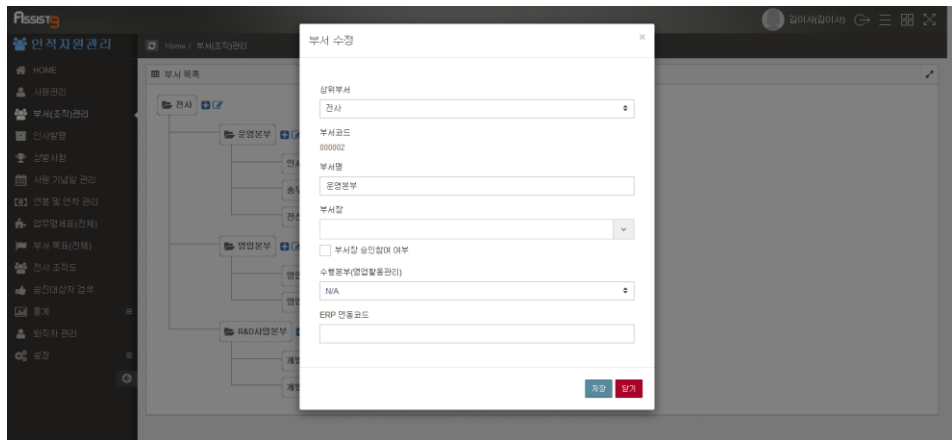 Assist9
김이사(김이사)
인적자원관리
Home / 부서(조직)관리
HOME
사원관리
부서(조직)관리
인사발령
상벌사항
사원 기념일 관리
연봉 및 연차 관리
업무명세표(전체)
부서 목표(전체)
전사 조직도
승진대상자 검색
통계
퇴직자 관리
설정
부서 목록
전사
운영본부
영업본부
R&D사업본부
부서 수정
×
상위부서
전사
부서코드
000002
부서명
운영본부
부서장
부서장 승인참여 여부
수행본부(영업활동관리)
N/A
ERP 연동코드
저장
닫기